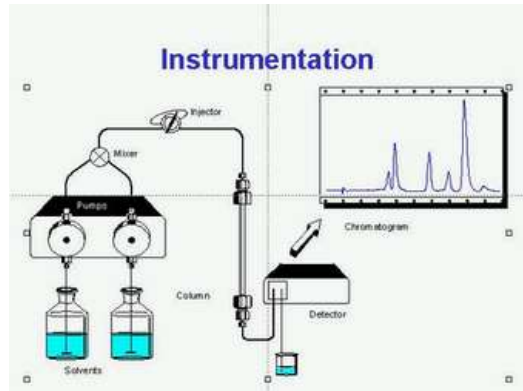 Instrumentation
Injector
Mixer
Pumps
Chromatogram
Column
Detector
Solvents